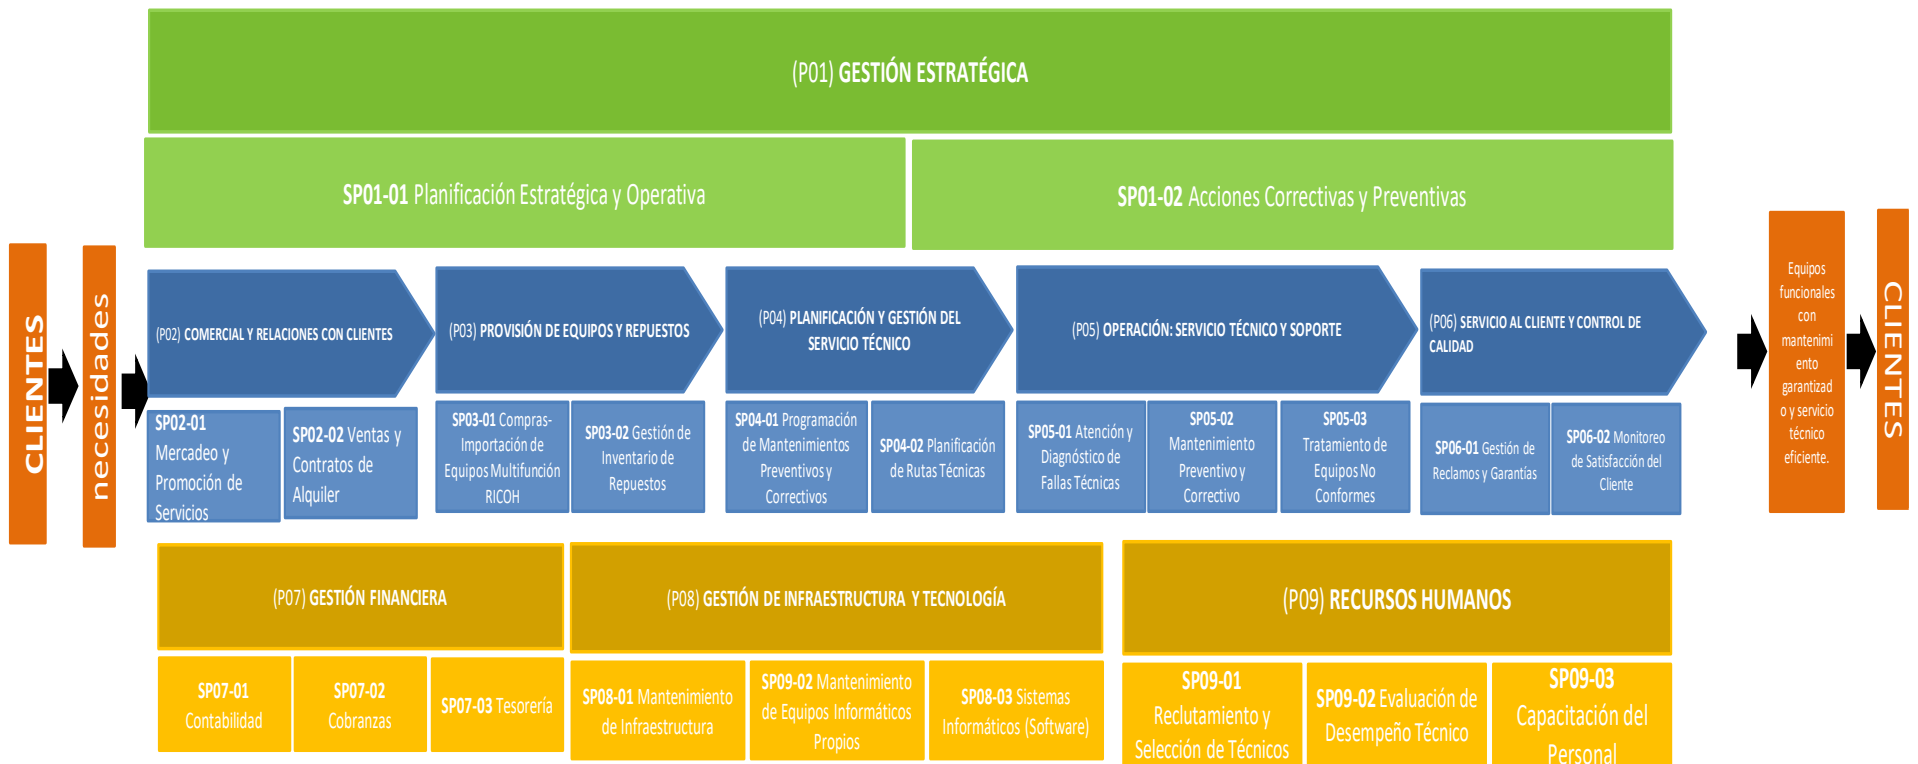 (P01) GESTIÓN ESTRATÉGICA
SP01-01 Planificación Estratégica y Operativa
SP01-02 Acciones Correctivas y Preventivas
CLIENTES
necesidades
(P02) COMERCIAL Y RELACIONES CON CLIENTES
(P03) PROVISIÓN DE EQUIPOS Y REPUESTOS
(P04) PLANIFICACIÓN Y GESTIÓN DEL
SERVICIO TÉCNICO
(P05) OPERACIÓN: SERVICIO TÉCNICO Y SOPORTE
(P06) SERVICIO AL CLIENTE Y CONTROL DE
CALIDAD
SP02-01
Mercadeo y
Promoción de
Servicios
SP02-02 Ventas y
Contratos de
Alquiler
SP03-01 Compras-
Importación de
Equipos Multifunción
RICOH
SP03-02 Gestión de
Inventario de
Repuestos
SP04-01 Programación
de Mantenimientos
Preventivos y
Correctivos
SP04-02 Planificación
de Rutas Técnicas
SP05-01 Atención y
Diagnóstico de
Fallas Técnicas
SP05-02
Mantenimiento
Preventivo y
Correctivo
SP05-03
Tratamiento de
Equipos No
Conformes
SP06-01 Gestión de
Reclamos y Garantías
SP06-02 Monitoreo
de Satisfacción del
Cliente
Equipos
funcionales
con
mantenimi
ento
garantizad
o y servicio
técnico
eficiente.
CLIENTES
(P07) GESTIÓN FINANCIERA
(P08) GESTIÓN DE INFRAESTRUCTURA Y TECNOLOGÍA
(P09) RECURSOS HUMANOS
SP07-01
Contabilidad
SP07-02
Cobranzas
SP07-03 Tesorería
SP08-01 Mantenimiento
de Infraestructura
SP09-02 Mantenimiento
de Equipos Informáticos
Propios
SP08-03 Sistemas
Informáticos (Software)
SP09-01
Reclutamiento y
Selección de Técnicos
SP09-02 Evaluación de
Desempeño Técnico
SP09-03
Capacitación del
Personal